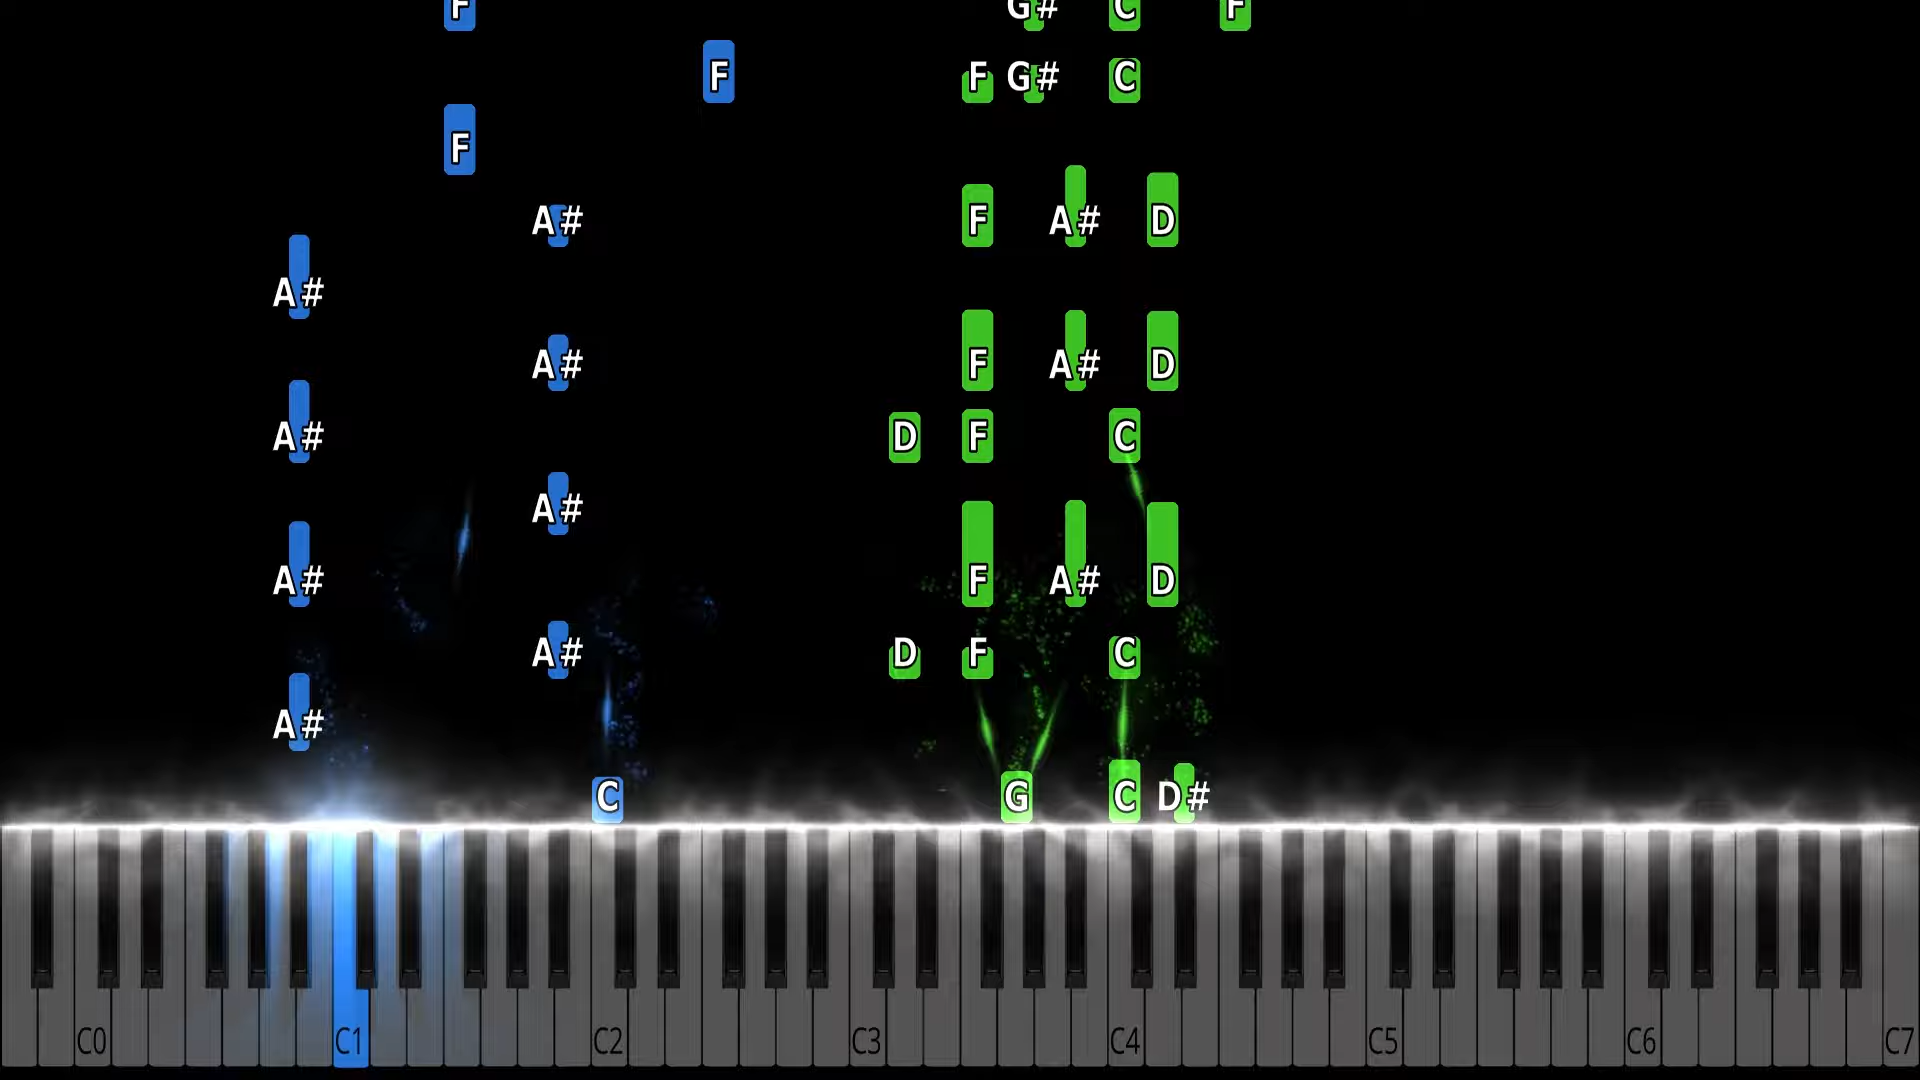 F G# C F
F F G# C
F
A# F A# D
A#
A# F A# D
A# D F C
A#
A# F A# D
A# D F C
A#
C G C D#
C0 C1 C2 C3 C4 C5 C6 C7